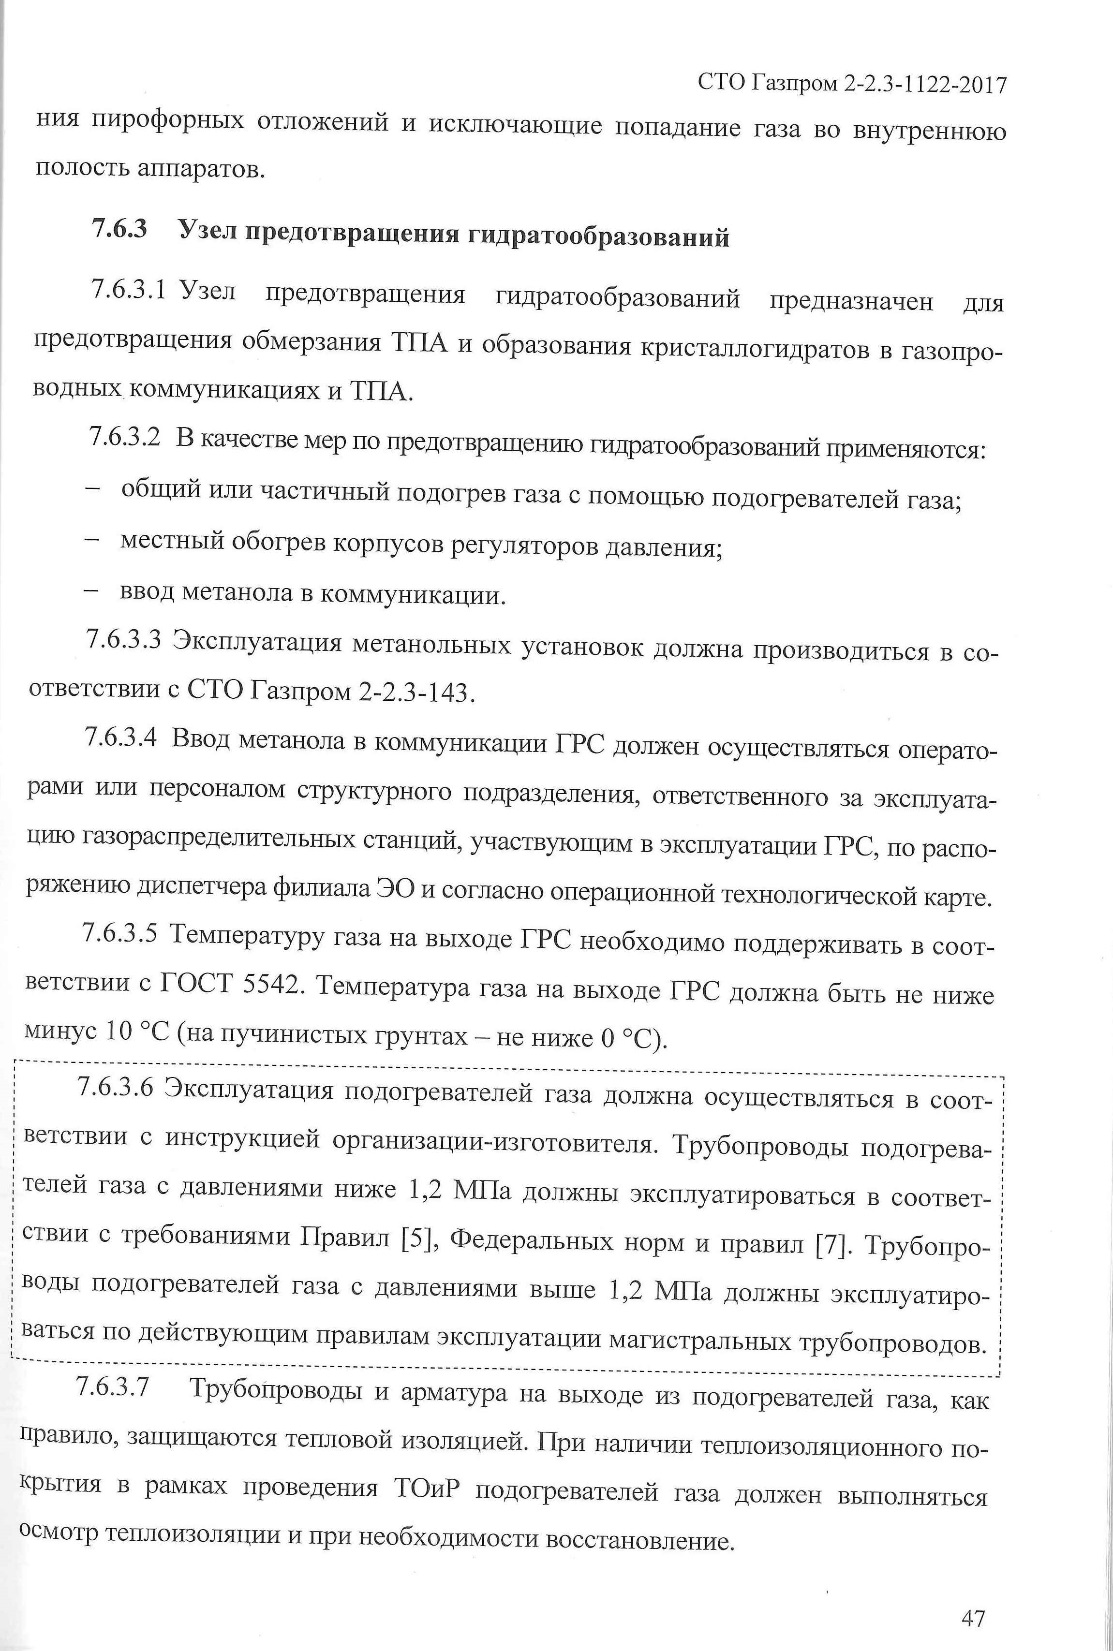 СТО Газпром 2-2.3-1122-2017
ния пирофорных отложений и исключающие попадание газа во внутреннюю
полость аппаратов.
7.6.3 Узел предотвращения гидратообразований
7.6.3.1 Узел предотвращения гидратообразований предназначен для
предотвращения обмерзания ТПА и образования кристаллогидратов в газопро-
водных коммуникациях и ТПА.
7.6.3.2 В качестве мер по предотвращению гидратообразований применяются:
– общий или частичный подогрев газа с помощью подогревателей газа;
– местный обогрев корпусов регуляторов давления;
– ввод метанола в коммуникации.
7.6.3.3 Эксплуатация метанольных установок должна производиться в со-
ответствии с СТО Газпром 2-2.3-143.
7.6.3.4 Ввод метанола в коммуникации ГРС должен осуществляться операто-
рами или персоналом структурного подразделения, ответственного за эксплуата-
цию газораспределительных станций, участвующим в эксплуатации ГРС, по распо-
ряжению диспетчера филиала ЭО и согласно операционной технологической карте.
7.6.3.5 Температуру газа на выходе ГРС необходимо поддерживать в соот-
ветствии с ГОСТ 5542. Температура газа на выходе ГРС должна быть не ниже
минус 10 °С (на пучинистых грунтах – не ниже 0 °С).
7.6.3.6 Эксплуатация подогревателей газа должна осуществляться в соот-
ветствии с инструкцией организации-изготовителя. Трубопроводы подогрева-
телей газа с давлениями ниже 1,2 МПа должны эксплуатироваться в соответ-
ствии с требованиями Правил [5], Федеральных норм и правил [7]. Трубопро-
воды подогревателей газа с давлениями выше 1,2 МПа должны эксплуатиро-
ваться по действующим правилам эксплуатации магистральных трубопроводов.
7.6.3.7 Трубопроводы и арматура на выходе из подогревателей газа, как
правило, защищаются тепловой изоляцией. При наличии теплоизоляционного по-
крытия в рамках проведения ТОиР подогревателей газа должен выполняться
осмотр теплоизоляции и при необходимости восстановление.
47